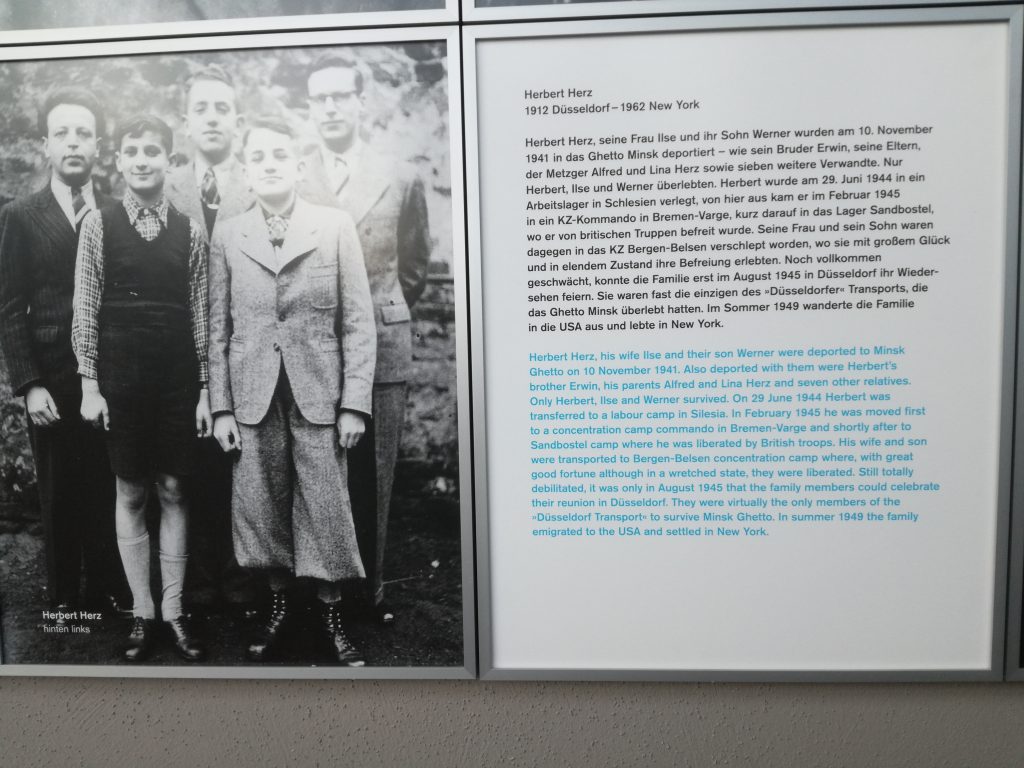 Herbert Herz
hinten links
Herbert Herz
1912 Düsseldorf – 1962 New York
Herbert Herz, seine Frau Ilse und ihr Sohn Werner wurden am 10. November
1941 in das Ghetto Minsk deportiert – wie sein Bruder Erwin, seine Eltern,
der Metzger Alfred und Lina Herz sowie sieben weitere Verwandte. Nur
Herbert, Ilse und Werner überlebten. Herbert wurde am 29. Juni 1944 in ein
Arbeitslager in Schlesien verlegt, von hier aus kam er im Februar 1945
in ein KZ-Kommando in Bremen-Varge, kurz darauf in das Lager Sandbostel,
wo er von britischen Truppen befreit wurde. Seine Frau und sein Sohn waren
dagegen in das KZ Bergen-Belsen verschleppt worden, wo sie mit großem Glück
und in elendem Zustand ihre Befreiung erlebten. Noch vollkommen
geschwächt, konnte die Familie erst im August 1945 in Düsseldorf ihr Wieder-
sehen feiern. Sie waren fast die einzigen des »Düsseldorfer« Transports, die
das Ghetto Minsk überlebt hatten. Im Sommer 1949 wanderte die Familie
in die USA aus und lebte in New York.
Herbert Herz, his wife Ilse and their son Werner were deported to Minsk
Ghetto on 10 November 1941. Also deported with them were Herbert's
brother Erwin, his parents Alfred and Lina Herz and seven other relatives.
Only Herbert, Ilse and Werner survived. On 29 June 1944 Herbert was
transferred to a labour camp in Silesia. In February 1945 he was moved first
to a concentration camp commando in Bremen-Varge and shortly after to
Sandbostel camp where he was liberated by British troops. His wife and son
were transported to Bergen-Belsen concentration camp where, with great
good fortune although in a wretched state, they were liberated. Still totally
debilitated, it was only in August 1945 that the family members could celebrate
their reunion in Düsseldorf. They were virtually the only members of the
»Düsseldorf Transport« to survive Minsk Ghetto. In summer 1949 the family
emigrated to the USA and settled in New York.